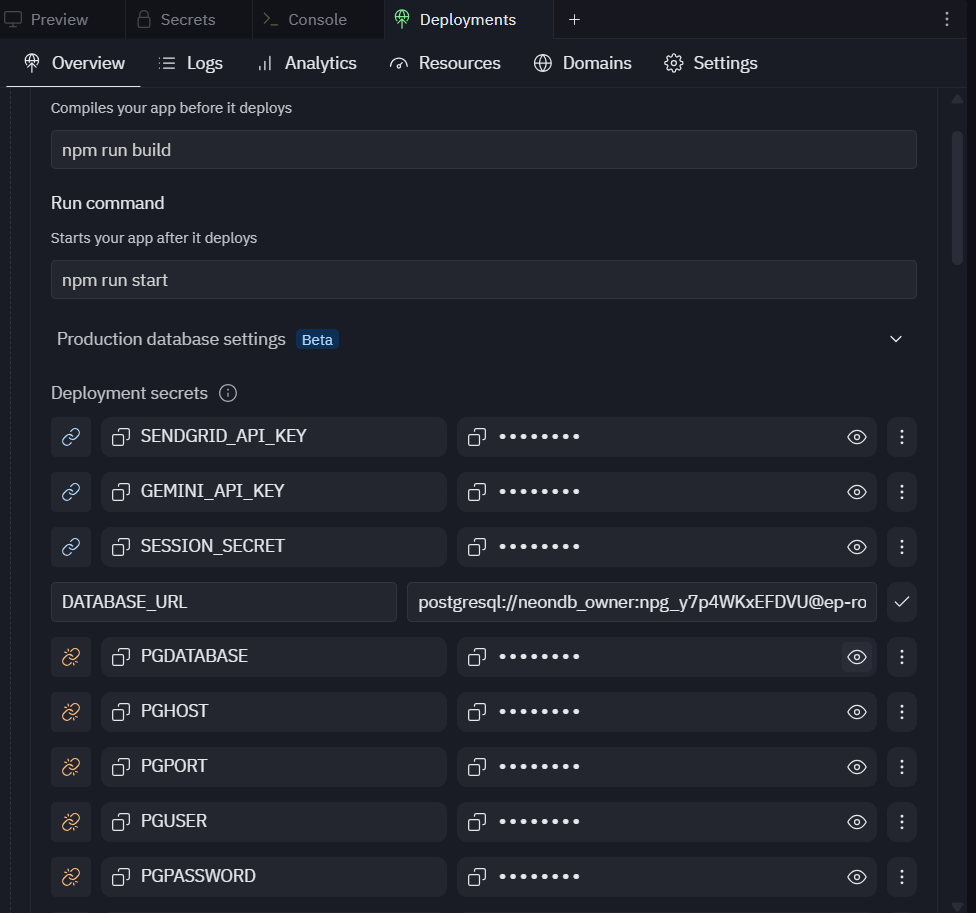 Preview
Secrets
Console
Deployments
Overview
Logs
Analytics
Resources
Domains
Settings
Compiles your app before it deploys
npm run build
Run command
Starts your app after it deploys
npm run start
Production database settings Beta
Deployment secrets
SENDGRID_API_KEY ••••••••
GEMINI_API_KEY ••••••••
SESSION_SECRET ••••••••
DATABASE_URL postgresql://neondb_owner:npg_y7p4WKxEFDVU@ep-ro
PGDATABASE ••••••••
PGHOST ••••••••
PGPORT ••••••••
PGUSER ••••••••
PGPASSWORD ••••••••